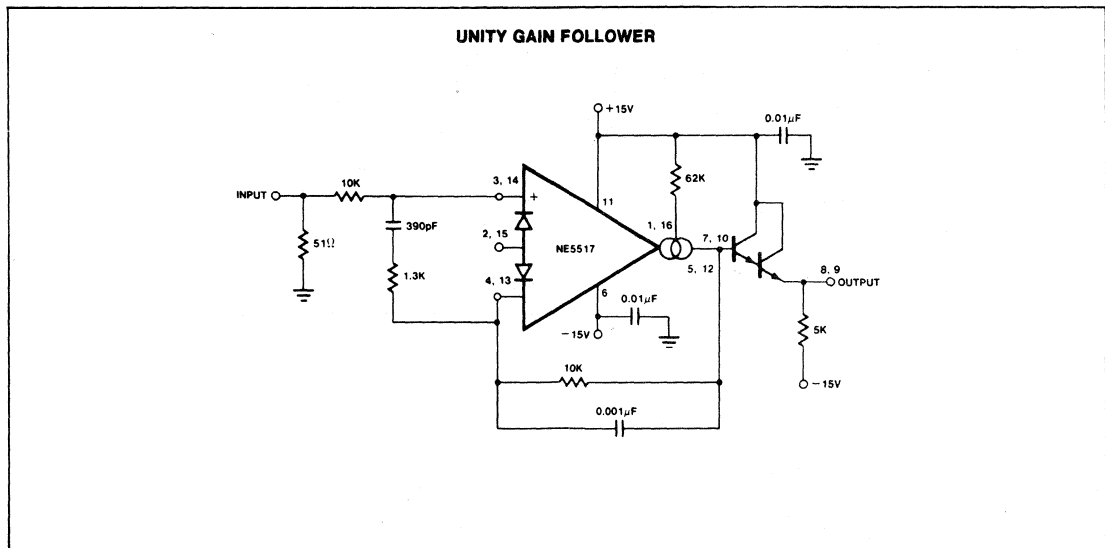 UNITY GAIN FOLLOWER
+15V
0.01μF
62K
INPUT
10K
3, 14
+
11
390pF
1, 16
7, 10
51Ω
2, 15
NE5517
5, 12
8, 9
OUTPUT
1.3K
4, 13
6
0.01μF
5K
−15V
10K
−15V
0.001μF